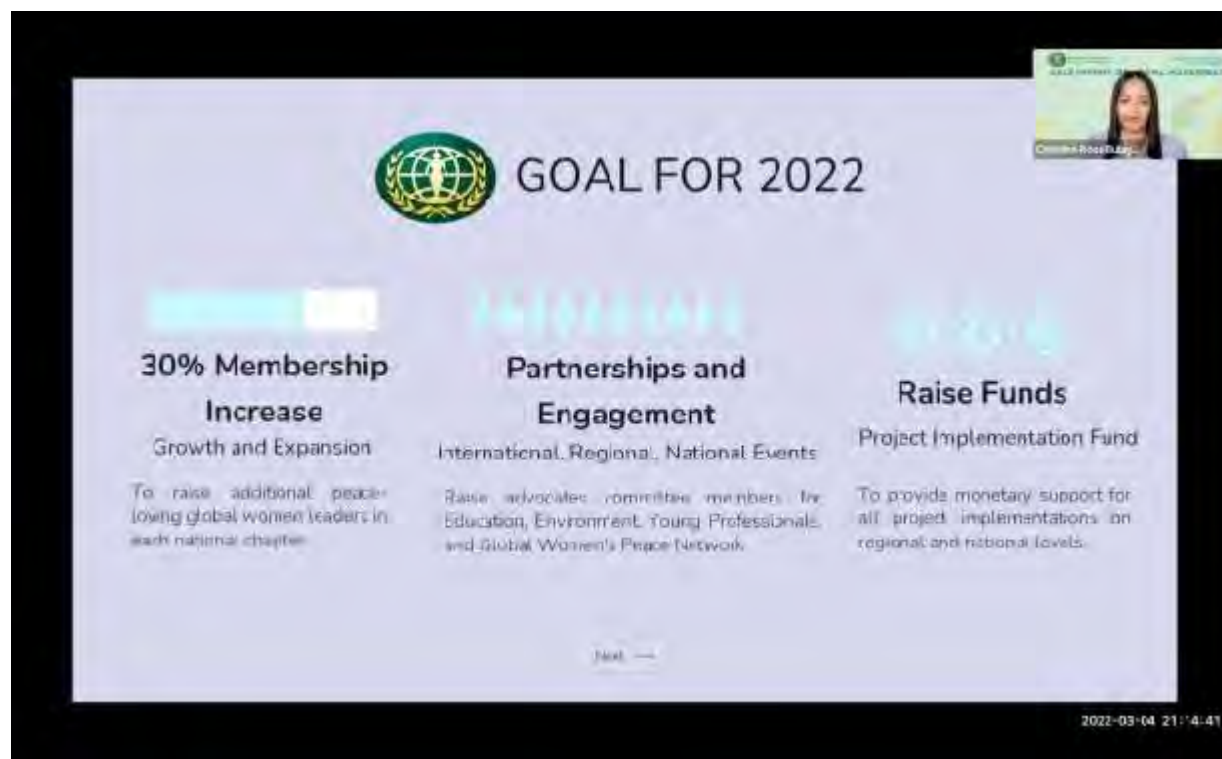 GOAL FOR 2022
30% Membership
Increase
Growth and Expansion
To raise additional peace-
loving global women leaders in
each national chapter.
Partnerships and
Engagement
International, Regional, National Events
Raise advocates committee members for
Education, Environment, Young Professionals,
and Global Women's Peace Network
Raise Funds
Project Implementation Fund
To provide monetary support for
all project implementations on
regional and national levels.
Next
2022-03-04 21:14:41